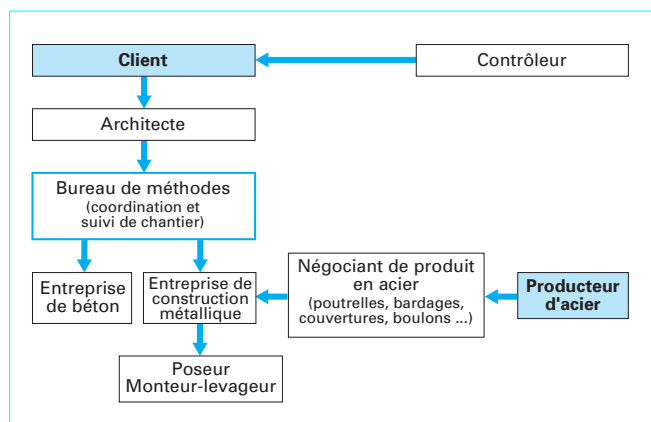 Client
Contrôleur
Architecte
Bureau de méthodes
(coordination et
suivi de chantier)
Entreprise
de béton
Entreprise de
construction
métallique
Négociant de produit
en acier
(poutrelles, bardages,
couvertures, boulons ...)
Producteur
d'acier
Poseur
Monteur-levageur